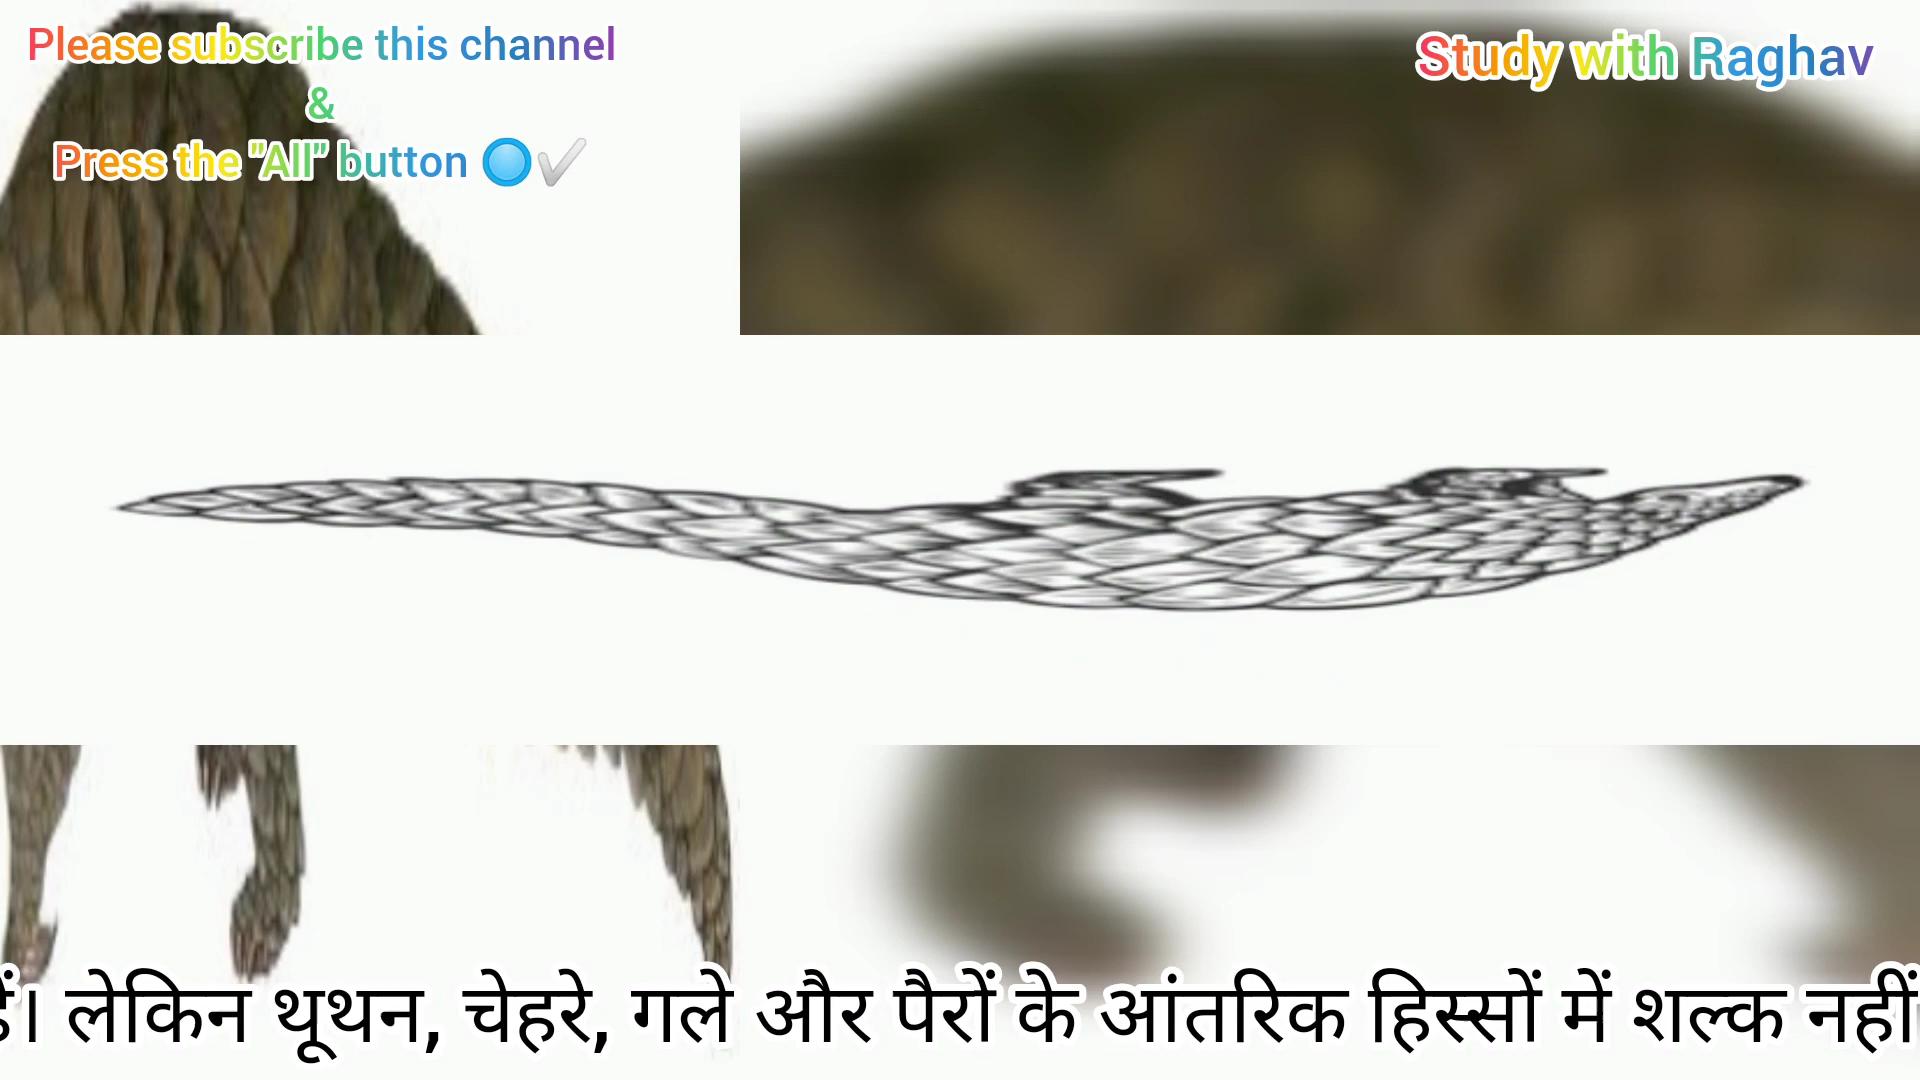 Please subscribe this channel
&
Press the "All" button
Study with Raghav
हैं। लेकिन थूथन, चेहरे, गले और पैरों के आंतरिक हिस्सों में शल्क नहीं